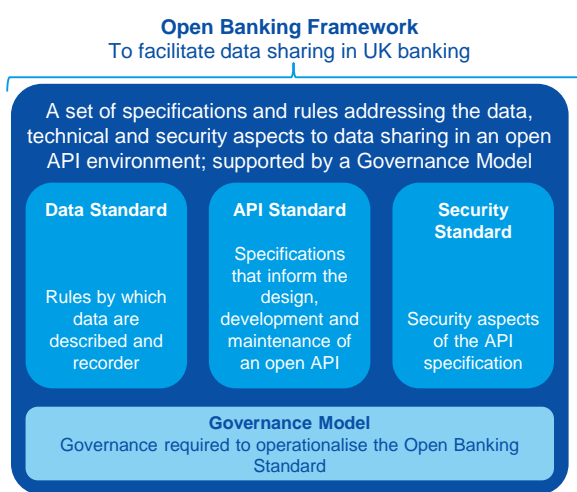 Open Banking Framework
To facilitate data sharing in UK banking
A set of specifications and rules addressing the data,
technical and security aspects to data sharing in an open
API environment; supported by a Governance Model
Data Standard
Rules by which
data are
described and
recorder
API Standard
Specifications
that inform the
design,
development and
maintenance of
an open API
Security
Standard
Security aspects
of the API
specification
Governance Model
Governance required to operationalise the Open Banking
Standard